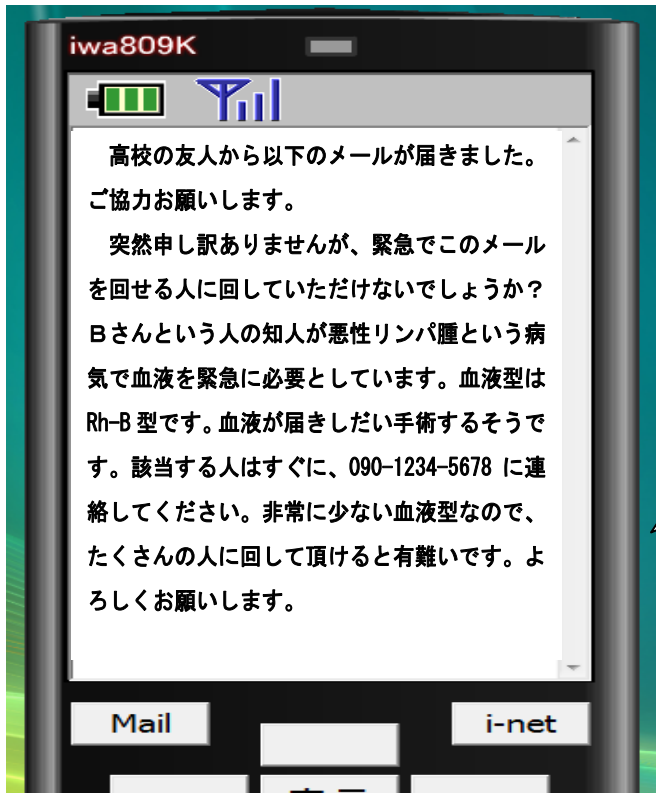 iwa809K
高校の友人から以下のメールが届きました。
ご協力お願いします。
突然申し訳ありませんが、緊急でこのメール
を回せる人に回していただけないでしょうか？
Ｂさんという人の知人が悪性リンパ腫という病
気で血液を緊急に必要としています。血液型は
Rh-B 型です。血液が届きしだい手術するそうで
す。該当する人はすぐに、090-1234-5678 に連
絡してください。非常に少ない血液型なので、
たくさんの人に回して頂けると有難いです。よ
ろしくお願いします。
Mail
i-net